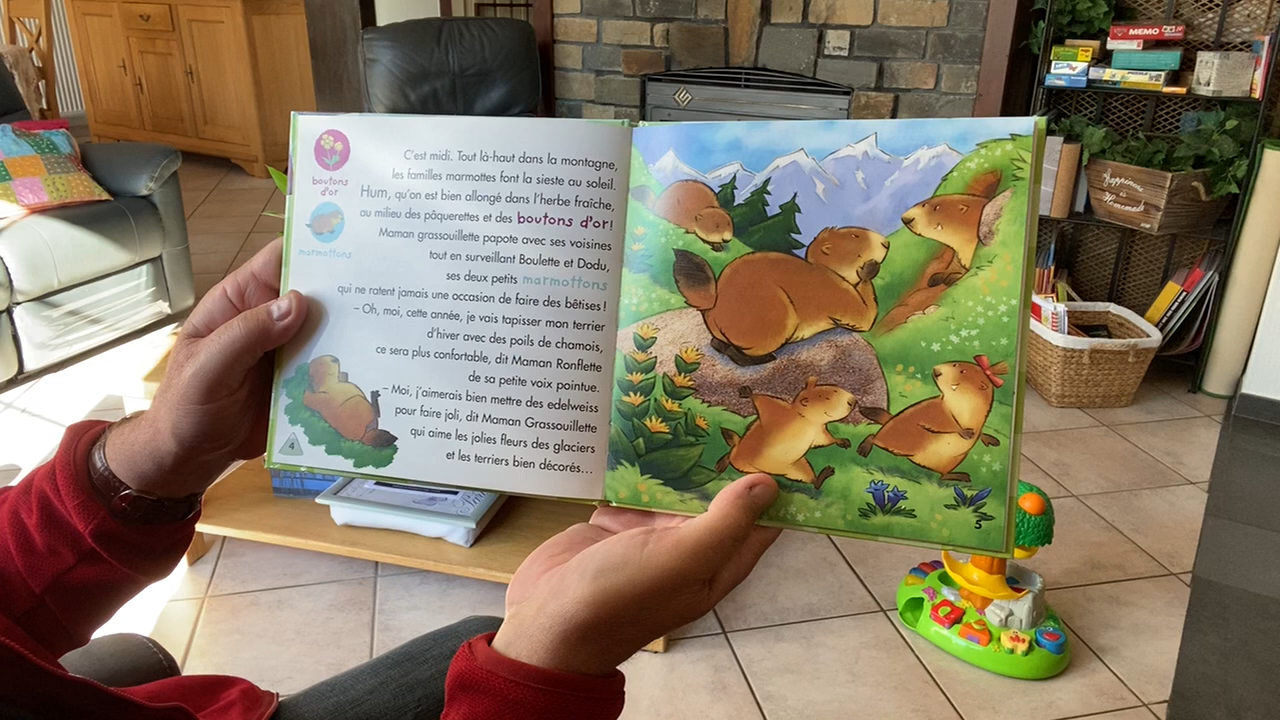 boutons
d'or
marmottons
C'est midi. Tout là-haut dans la montagne,
les familles marmottes font la sieste au soleil.
Hum, qu'on est bien allongé dans l'herbe fraîche,
au milieu des pâquerettes et des boutons d'or!
Maman grassouillette papote avec ses voisines
tout en surveillant Boulette et Dodu,
ses deux petits marmottons
qui ne ratent jamais une occasion de faire des bêtises !
– Oh, moi, cette année, je vais tapisser mon terrier
d'hiver avec des poils de chamois,
ce sera plus confortable, dit Maman Ronflette
de sa petite voix pointue.
– Moi, j'aimerais bien mettre des edelweiss
pour faire joli, dit Maman Grassouillette
qui aime les jolies fleurs des glaciers
et les terriers bien décorés...
4
5
MEMO
Happiness
Homemade